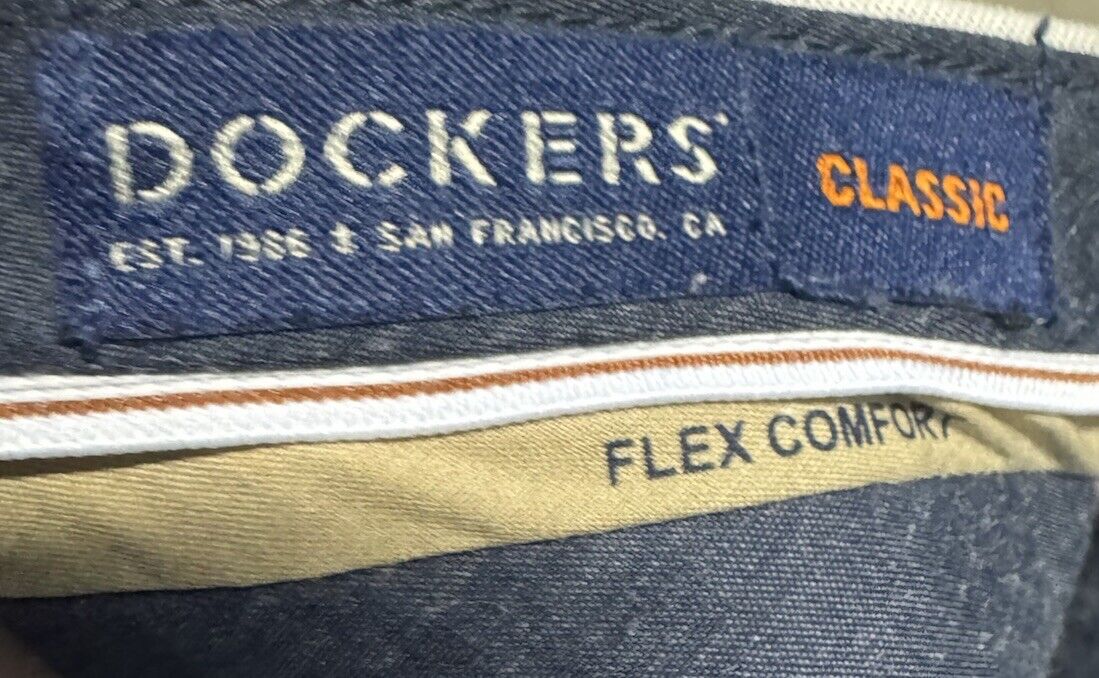 DOCKERS
CLASSIC
EST. 1986 ⚓ SAN FRANCISCO, CA
FLEX COMFORT